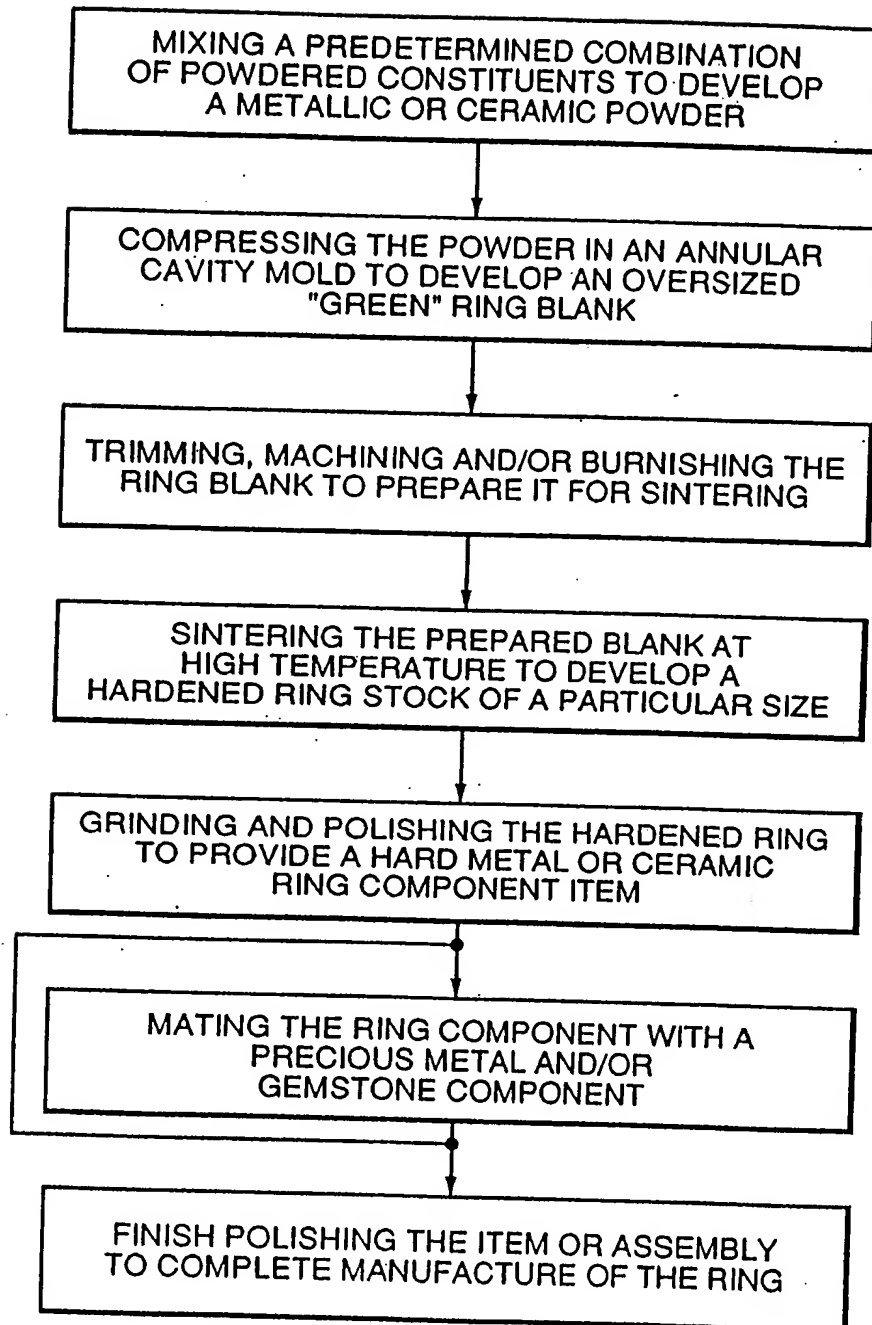 MIXING A PREDETERMINED COMBINATION
OF POWDERED CONSTITUENTS TO DEVELOP
A METALLIC OR CERAMIC POWDER
COMPRESSING THE POWDER IN AN ANNULAR
CAVITY MOLD TO DEVELOP AN OVERSIZED
"GREEN" RING BLANK
TRIMMING, MACHINING AND/OR BURNISHING THE
RING BLANK TO PREPARE IT FOR SINTERING
SINTERING THE PREPARED BLANK AT
HIGH TEMPERATURE TO DEVELOP A
HARDENED RING STOCK OF A PARTICULAR SIZE
GRINDING AND POLISHING THE HARDENED RING
TO PROVIDE A HARD METAL OR CERAMIC
RING COMPONENT ITEM
MATING THE RING COMPONENT WITH A
PRECIOUS METAL AND/OR
GEMSTONE COMPONENT
FINISH POLISHING THE ITEM OR ASSEMBLY
TO COMPLETE MANUFACTURE OF THE RING